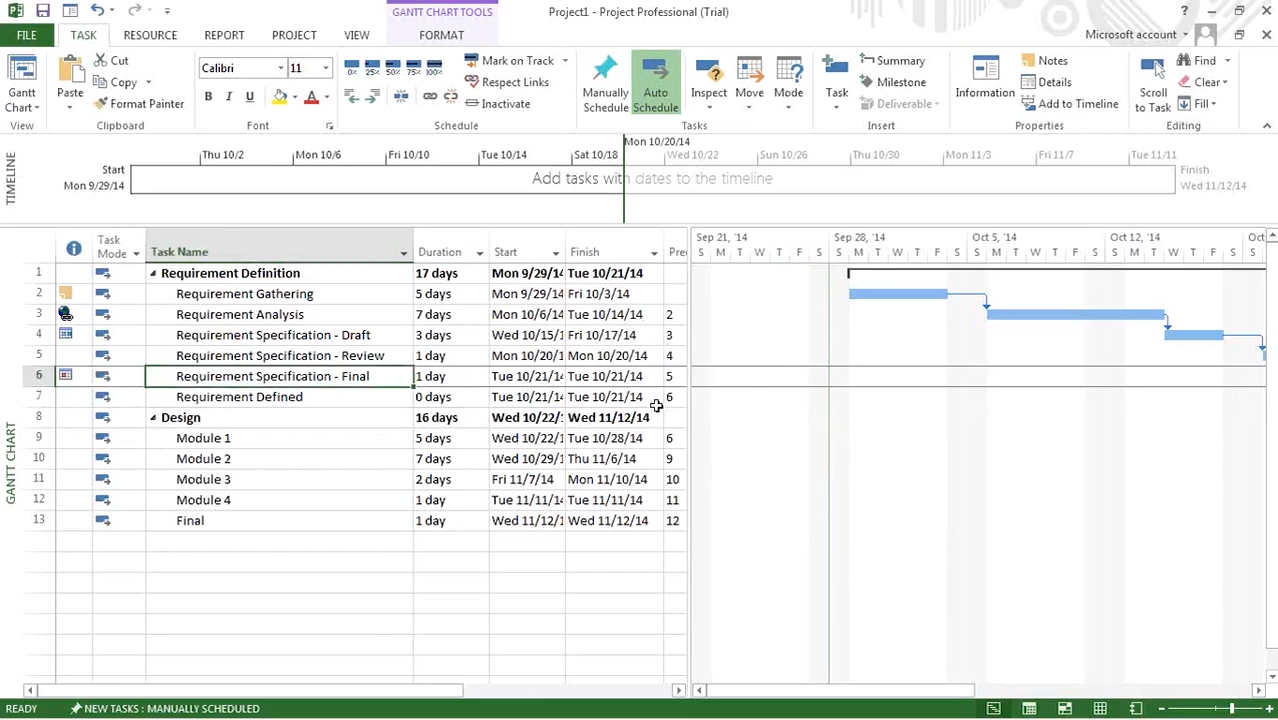 GANTT CHART TOOLS
Project1 - Project Professional (Trial)
FILE TASK RESOURCE REPORT PROJECT VIEW FORMAT Microsoft account
Gantt Chart
View
Paste
Cut
Copy
Format Painter
Clipboard
Calibri 11
B I U A
Font
0% 25% 50% 75% 100%
Mark on Track
Respect Links
Inactivate
Schedule
Manually Schedule
Auto Schedule
Inspect
Move
Mode
Tasks
Task
Summary
Milestone
Deliverable
Insert
Information
Notes
Details
Add to Timeline
Properties
Scroll to Task
Find
Clear
Fill
Editing
TIMELINE
Mon 10/20/14
Thu 10/2 Mon 10/6 Fri 10/10 Tue 10/14 Sat 10/18 Wed 10/22 Sun 10/26 Thu 10/30 Mon 11/3 Fri 11/7 Tue 11/11
Start
Mon 9/29/14
Add tasks with dates to the timeline
Finish
Wed 11/12/14
GANTT CHART
Task Mode Task Name Duration Start Finish Pre
1 Requirement Definition 17 days Mon 9/29/14 Tue 10/21/14
2 Requirement Gathering 5 days Mon 9/29/14 Fri 10/3/14
3 Requirement Analysis 7 days Mon 10/6/14 Tue 10/14/14 2
4 Requirement Specification - Draft 3 days Wed 10/15/1 Fri 10/17/14 3
5 Requirement Specification - Review 1 day Mon 10/20/1 Mon 10/20/14 4
6 Requirement Specification - Final 1 day Tue 10/21/14 Tue 10/21/14 5
7 Requirement Defined 0 days Tue 10/21/14 Tue 10/21/14 6
8 Design 16 days Wed 10/22/ Wed 11/12/14
9 Module 1 5 days Wed 10/22/1 Tue 10/28/14 6
10 Module 2 7 days Wed 10/29/1 Thu 11/6/14 9
11 Module 3 2 days Fri 11/7/14 Mon 11/10/14 10
12 Module 4 1 day Tue 11/11/14 Tue 11/11/14 11
13 Final 1 day Wed 11/12/1 Wed 11/12/14 12
Sep 21, '14 Sep 28, '14 Oct 5, '14 Oct 12, '14 Oc
S M T W T F S S M T W T F S S M T W T F S S M T W T F S S
READY NEW TASKS : MANUALLY SCHEDULED